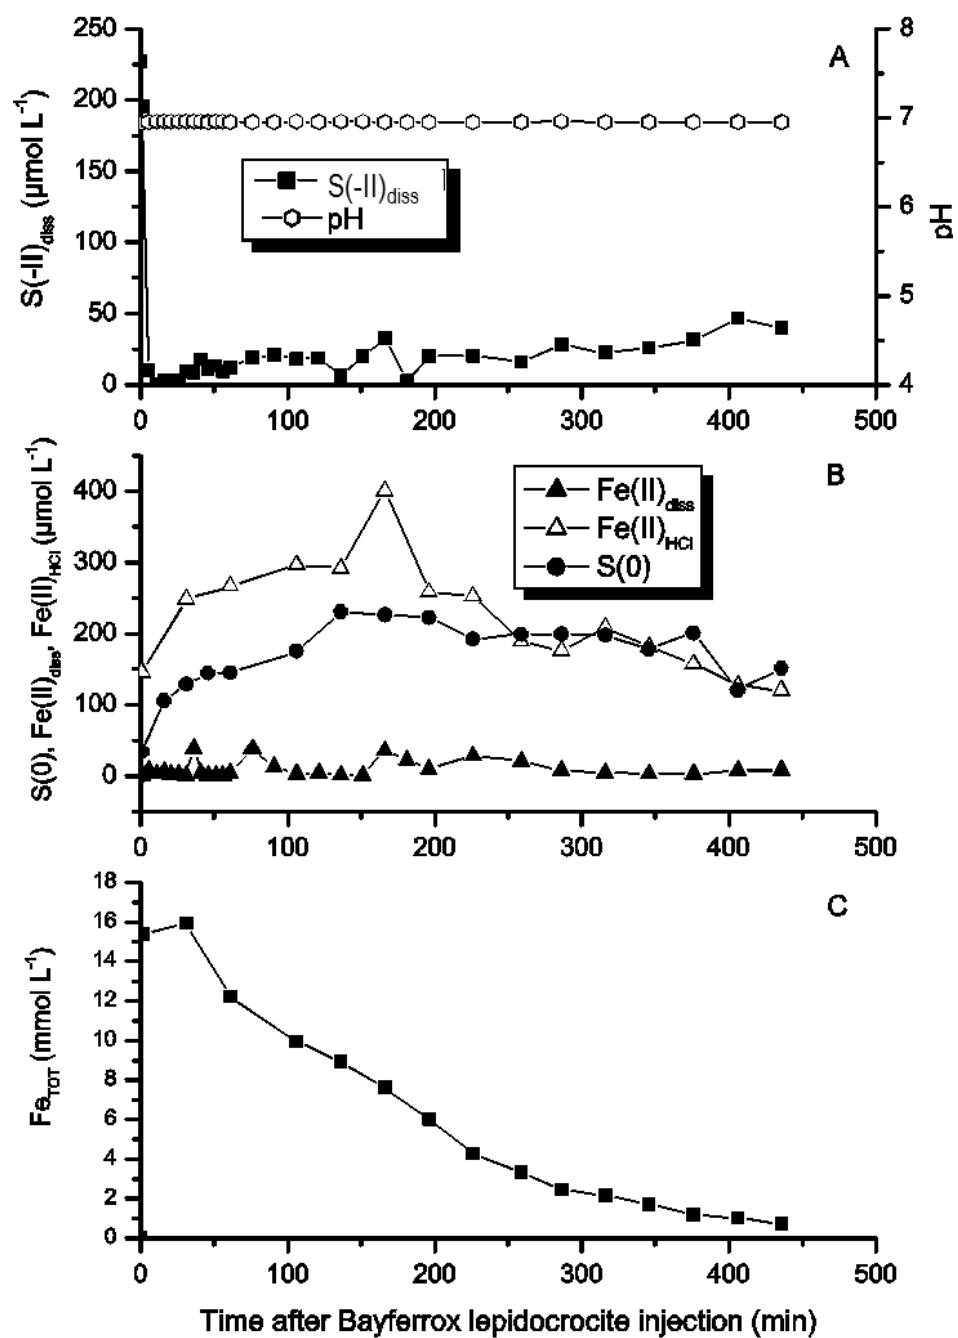 A
S(-II)diss (µmol L-1)
250
200
150
100
50
0
8
7
6
5
4
pH
S(-II)diss
pH
0 100 200 300 400 500
B
S(0), Fe(II)diss, Fe(II)HCl (µmol L-1)
400
300
200
100
0
Fe(II)diss
Fe(II)HCl
S(0)
0 100 200 300 400 500
C
FeTOT (mmol L-1)
18
16
14
12
10
8
6
4
2
0
0 100 200 300 400 500
Time after Bayferrox lepidocrocite injection (min)